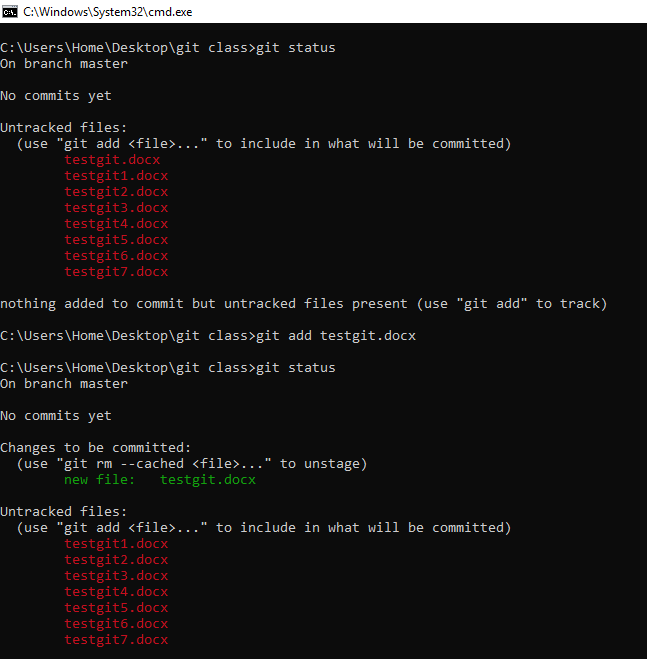 C:\Windows\System32\cmd.exe
C:\Users\Home\Desktop\git class>git status
On branch master
No commits yet
Untracked files:
(use "git add <file>..." to include in what will be committed)
testgit.docx
testgit1.docx
testgit2.docx
testgit3.docx
testgit4.docx
testgit5.docx
testgit6.docx
testgit7.docx
nothing added to commit but untracked files present (use "git add" to track)
C:\Users\Home\Desktop\git class>git add testgit.docx
C:\Users\Home\Desktop\git class>git status
On branch master
No commits yet
Changes to be committed:
(use "git rm --cached <file>..." to unstage)
new file:   testgit.docx
Untracked files:
(use "git add <file>..." to include in what will be committed)
testgit1.docx
testgit2.docx
testgit3.docx
testgit4.docx
testgit5.docx
testgit6.docx
testgit7.docx